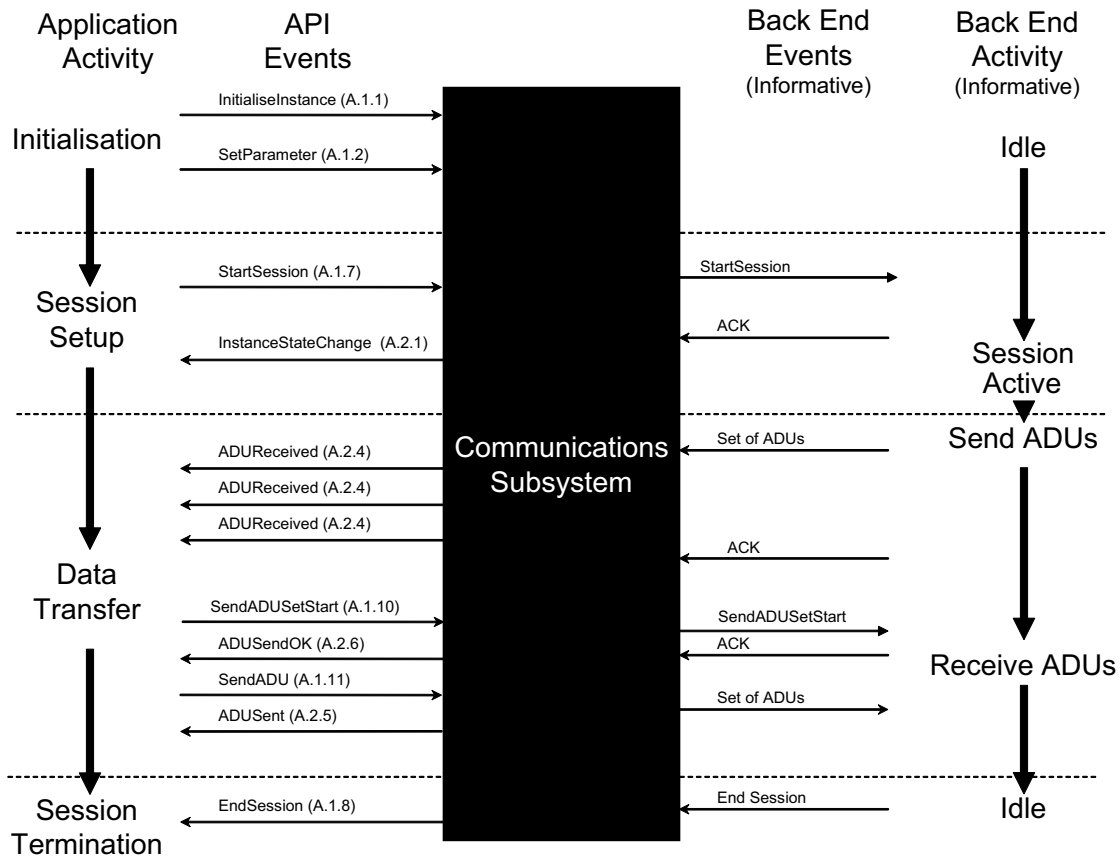 Application
Activity
API
Events
Back End
Events
(Informative)
Back End
Activity
(Informative)
InitialiseInstance (A.1.1)
Initialisation
Idle
SetParameter (A.1.2)
StartSession (A.1.7)
StartSession
Session
Setup
ACK
InstanceStateChange (A.2.1)
Session
Active
Communications
Subsystem
Set of ADUs
Send ADUs
ADUReceived (A.2.4)
ADUReceived (A.2.4)
ADUReceived (A.2.4)
ACK
Data
Transfer
SendADUSetStart (A.1.10)
SendADUSetStart
ADUSendOK (A.2.6)
ACK
Receive ADUs
SendADU (A.1.11)
Set of ADUs
ADUSent (A.2.5)
Session
Termination
EndSession (A.1.8)
End Session
Idle